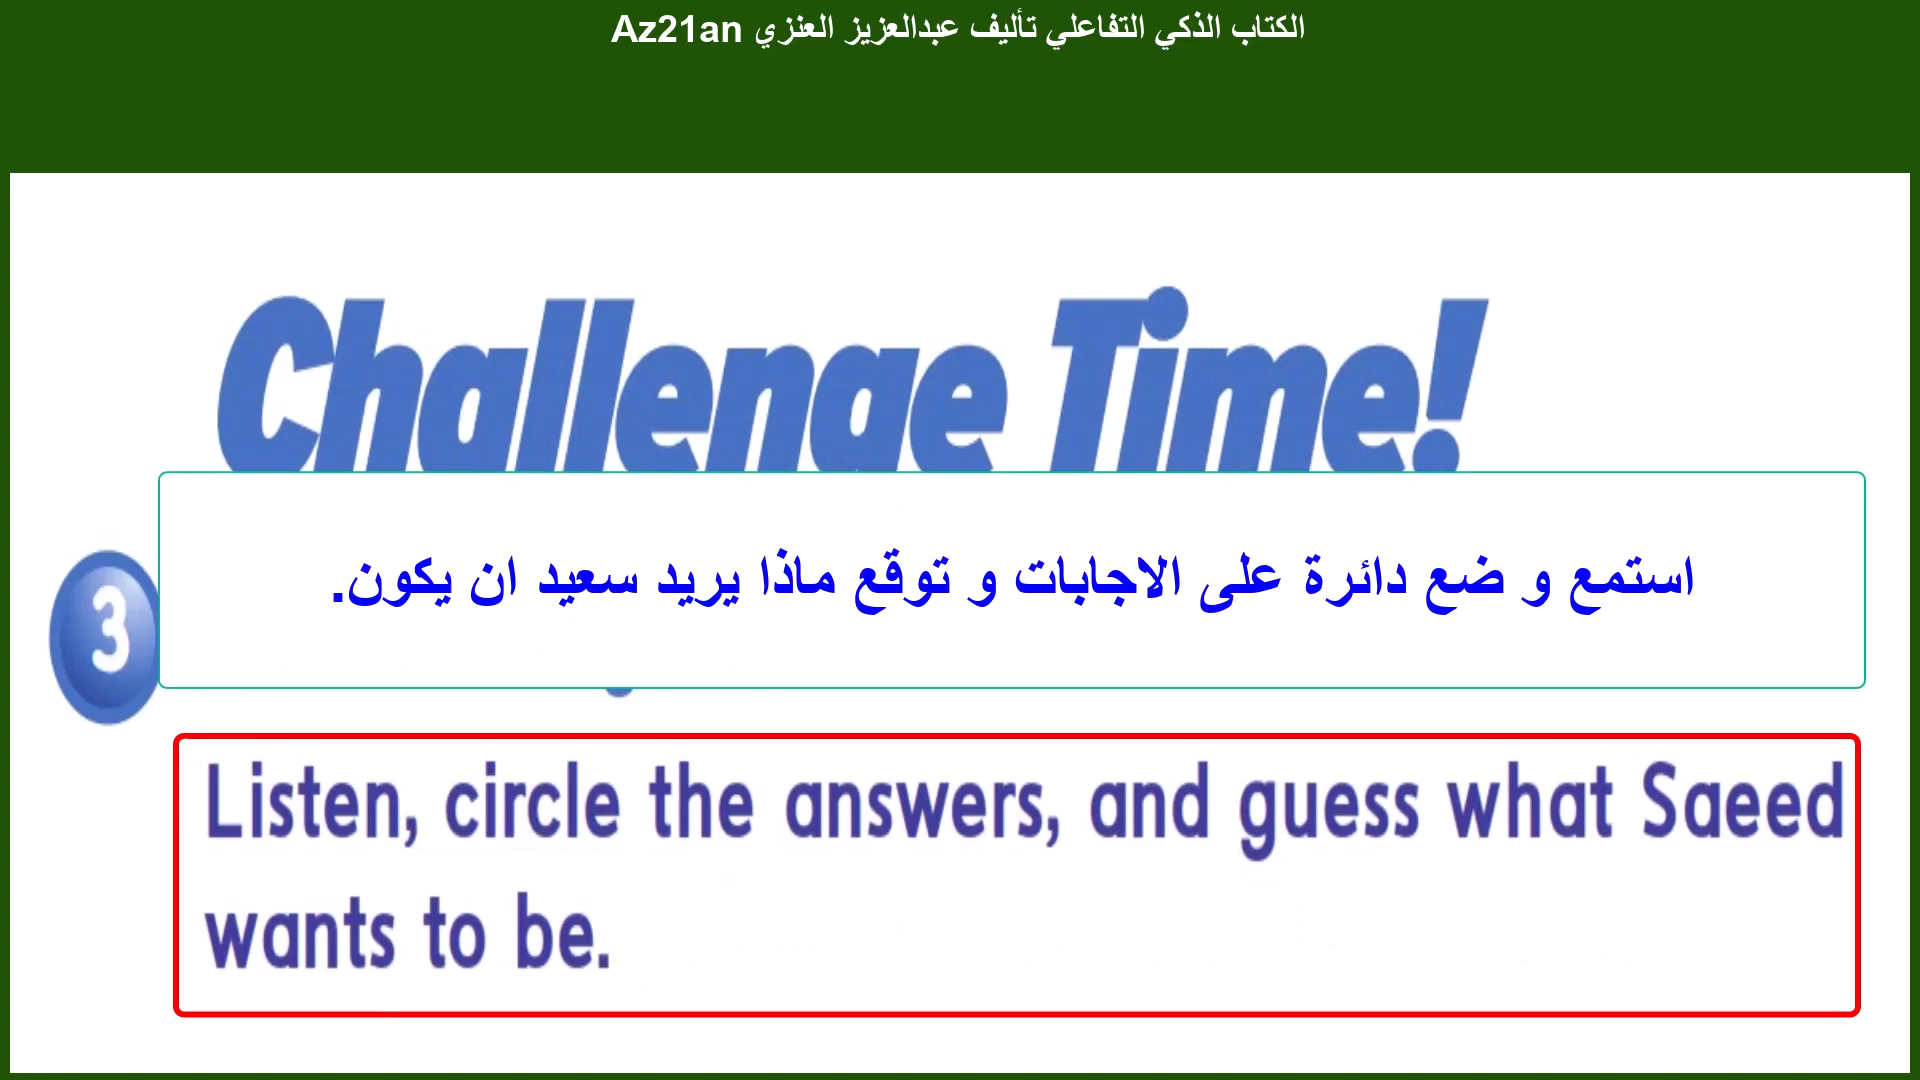 الكتاب الذكي التفاعلي تأليف عبدالعزيز العنزي Az21an
Challenge Time!
استمع و ضع دائرة على الاجابات و توقع ماذا يريد سعيد ان يكون.
3
Listen, circle the answers, and guess what Saeed
wants to be.